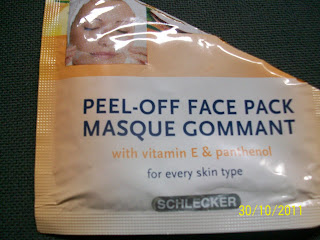 PEEL-OFF FACE PACK
MASQUE GOMMANT
with vitamin E & panthenol
for every skin type
SCHLECKER
30/10/2011